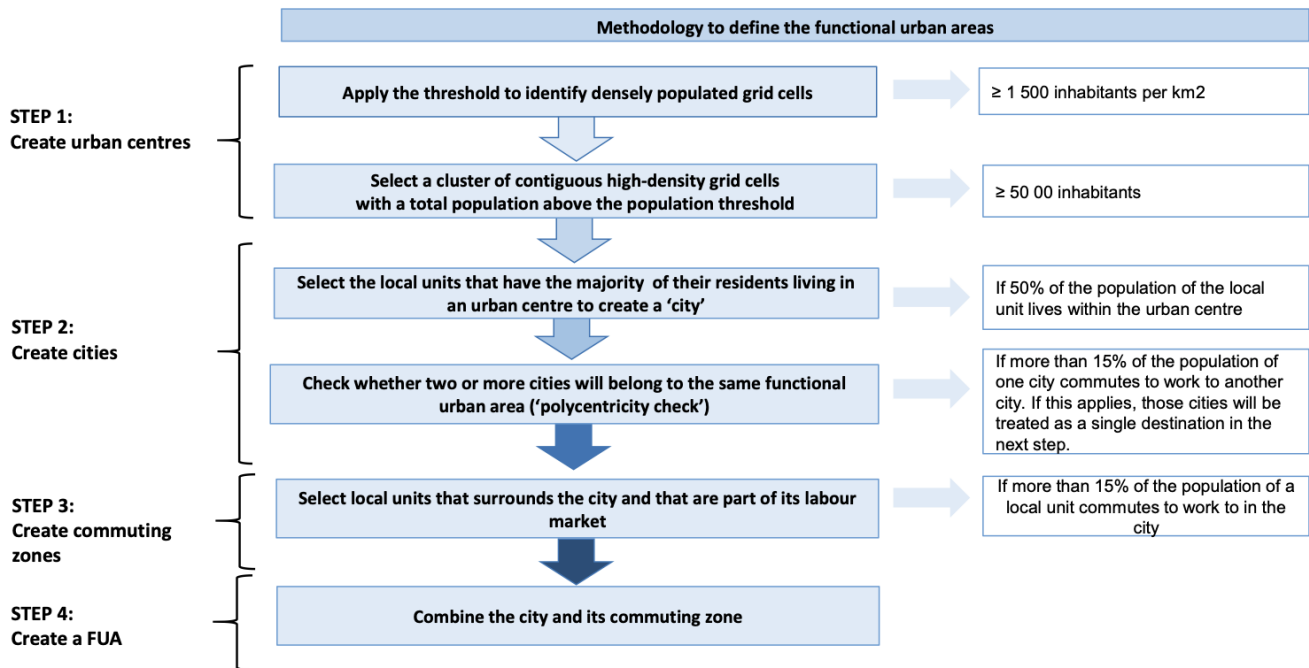 Methodology to define the functional urban areas
STEP 1:
Create urban centres
Apply the threshold to identify densely populated grid cells
≥ 1 500 inhabitants per km2
Select a cluster of contiguous high-density grid cells
with a total population above the population threshold
≥ 50 00 inhabitants
STEP 2:
Create cities
Select the local units that have the majority of their residents living in
an urban centre to create a ‘city’
If 50% of the population of the local
unit lives within the urban centre
Check whether two or more cities will belong to the same functional
urban area (‘polycentricity check’)
If more than 15% of the population of
one city commutes to work to another
city. If this applies, those cities will be
treated as a single destination in the
next step.
STEP 3:
Create commuting
zones
Select local units that surrounds the city and that are part of its labour
market
If more than 15% of the population of a
local unit commutes to work to in the
city
STEP 4:
Create a FUA
Combine the city and its commuting zone